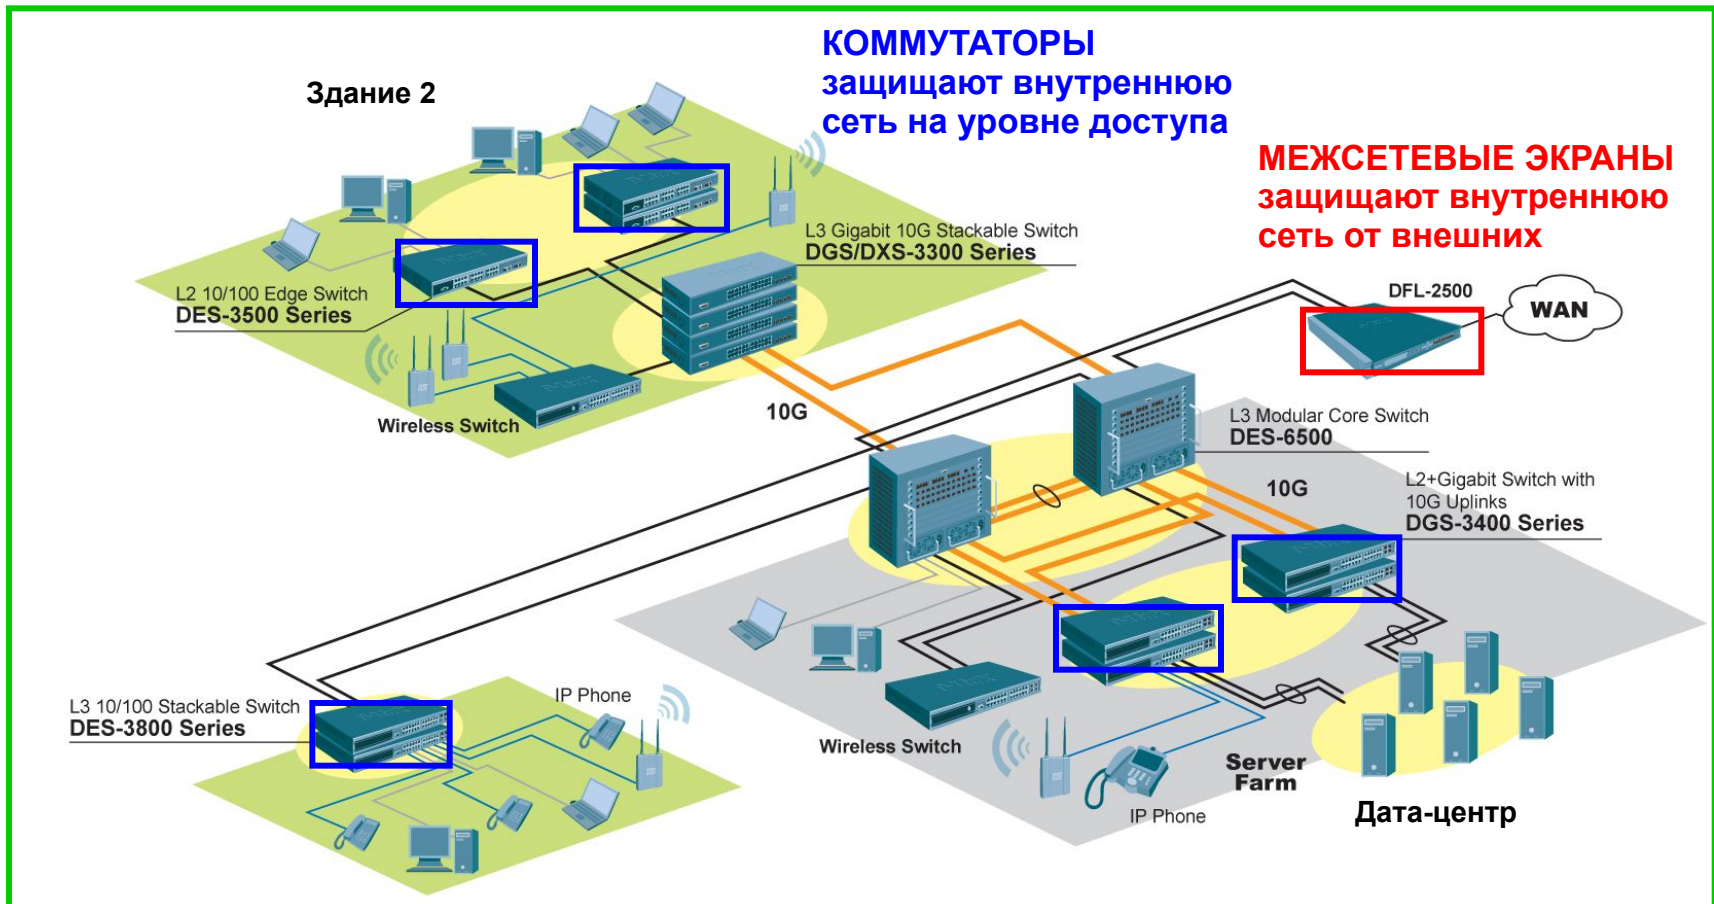 КОММУТАТОРЫ
защищают внутреннюю
сеть на уровне доступа
Здание 2
МЕЖСЕТЕВЫЕ ЭКРАНЫ
защищают внутреннюю
сеть от внешних
L3 Gigabit 10G Stackable Switch
DGS/DXS-3300 Series
L2 10/100 Edge Switch
DES-3500 Series
DFL-2500
WAN
Wireless Switch
10G
L3 Modular Core Switch
DES-6500
10G
L2+Gigabit Switch with
10G Uplinks
DGS-3400 Series
L3 10/100 Stackable Switch
DES-3800 Series
IP Phone
Wireless Switch
IP Phone
Server
Farm
Дата-центр